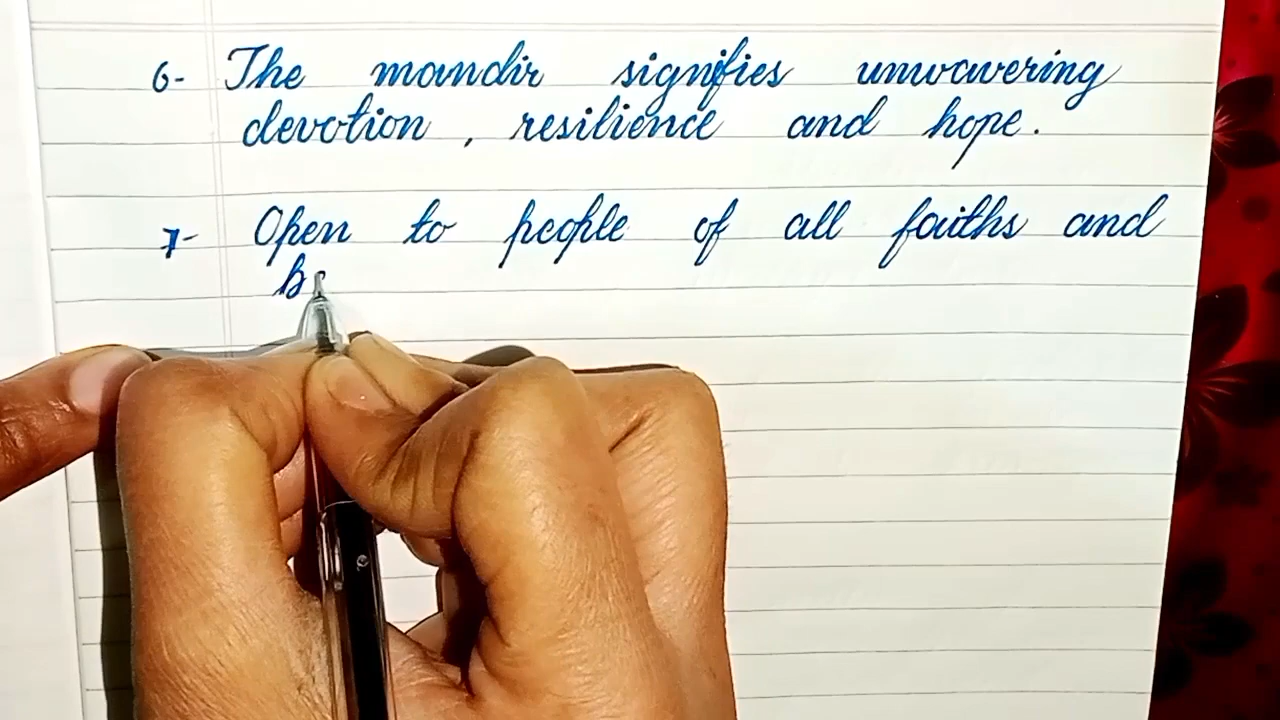 6- The mandir signifies unwavering
devotion , resilience and hope.
7- Open to people of all faiths and
b